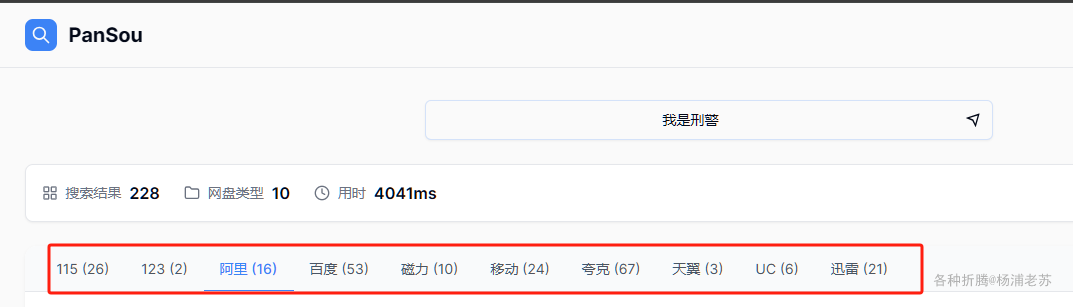 PanSou
我是刑警
搜索结果 228 网盘类型 10 用时 4041ms
115 (26) 123 (2) 阿里 (16) 百度 (53) 磁力 (10) 移动 (24) 夸克 (67) 天翼 (3) UC (6) 迅雷 (21)
各种折腾@杨浦老苏